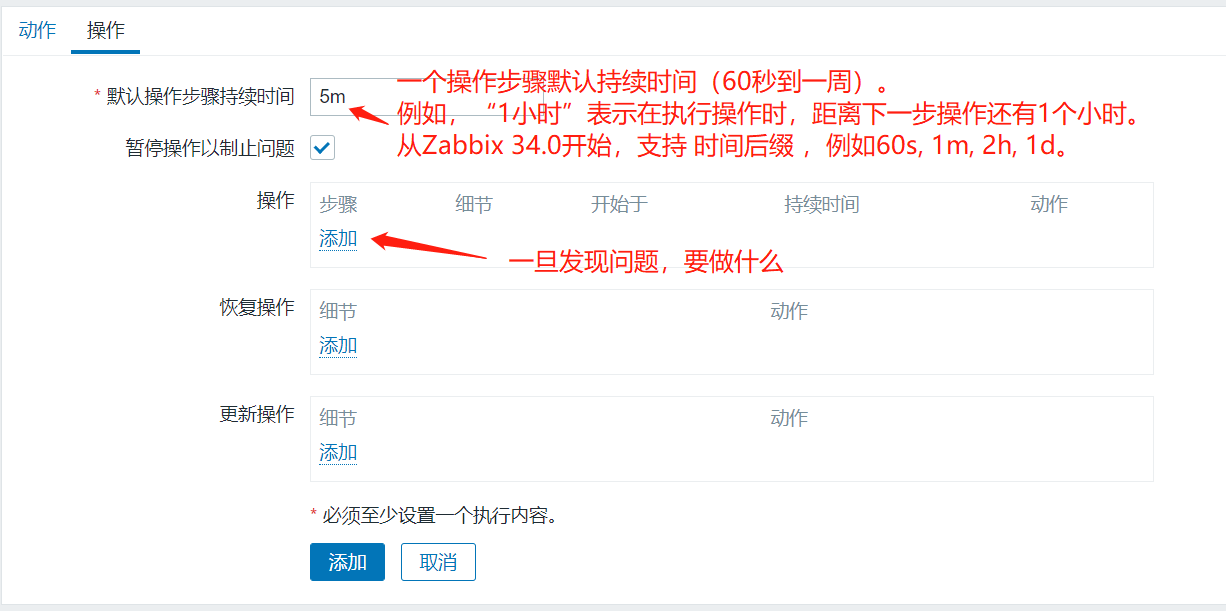 动作 操作
* 默认操作步骤持续时间 5m
一个操作步骤默认持续时间（60秒到一周）。
例如，“1小时”表示在执行操作时，距离下一步操作还有1个小时。
从Zabbix 34.0开始，支持 时间后缀 ，例如60s, 1m, 2h, 1d。
暂停操作以制止问题
操作 步骤 细节 开始于 持续时间 动作
添加
一旦发现问题，要做什么
恢复操作 细节 动作
添加
更新操作 细节 动作
添加
* 必须至少设置一个执行内容。
添加 取消